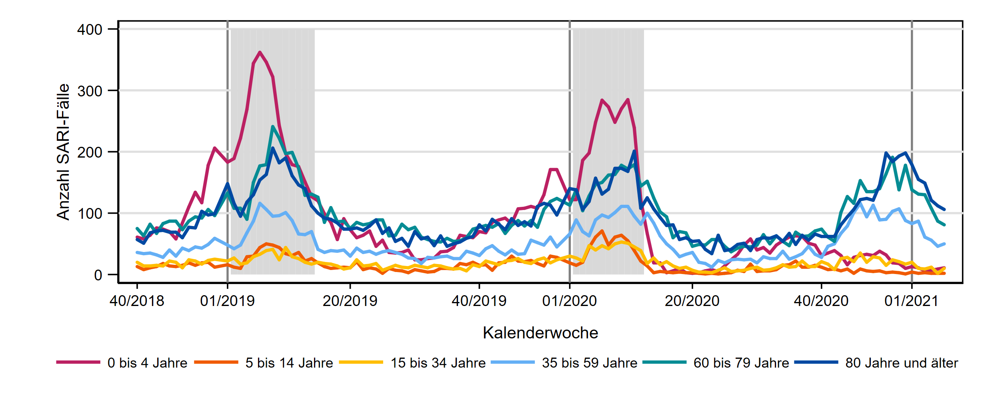 400
300
200
100
0
Anzahl SARI-Fälle
40/2018 01/2019 20/2019 40/2019 01/2020 20/2020 40/2020 01/2021
Kalenderwoche
0 bis 4 Jahre 5 bis 14 Jahre 15 bis 34 Jahre 35 bis 59 Jahre 60 bis 79 Jahre 80 Jahre und älter